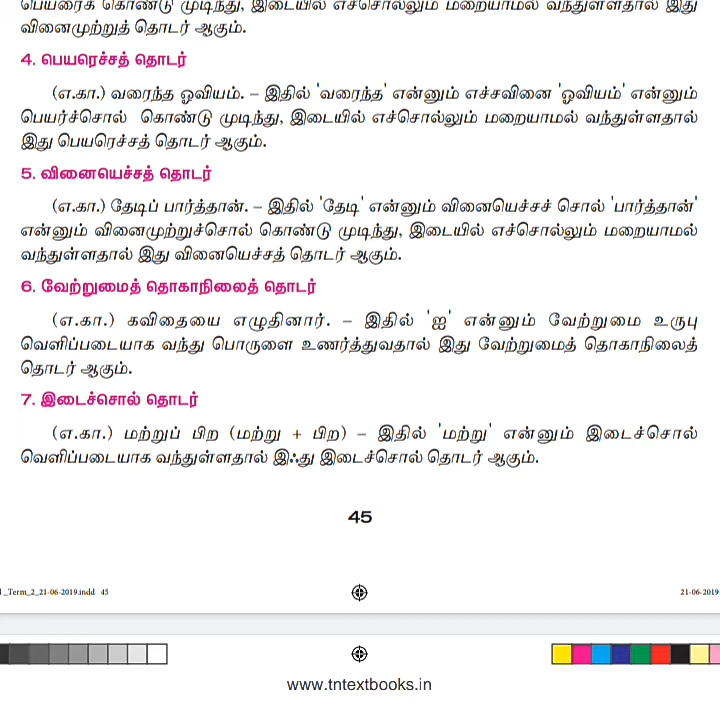 பெயரைக் கொண்டு முடிந்து, இடையில் எச்சொல்லும் மறையாமல் வந்துள்ளதால் இது
வினைமுற்றுத் தொடர் ஆகும்.
4. பெயரெச்சத் தொடர்
(எ.கா.) வரைந்த ஓவியம். – இதில் 'வரைந்த' என்னும் எச்சவினை 'ஓவியம்' என்னும்
பெயர்ச்சொல் கொண்டு முடிந்து, இடையில் எச்சொல்லும் மறையாமல் வந்துள்ளதால்
இது பெயரெச்சத் தொடர் ஆகும்.
5. வினையெச்சத் தொடர்
(எ.கா.) தேடிப் பார்த்தான். – இதில் 'தேடி' என்னும் வினையெச்சச் சொல் 'பார்த்தான்'
என்னும் வினைமுற்றுச்சொல் கொண்டு முடிந்து, இடையில் எச்சொல்லும் மறையாமல்
வந்துள்ளதால் இது வினையெச்சத் தொடர் ஆகும்.
6. வேற்றுமைத் தொகாநிலைத் தொடர்
(எ.கா.) கவிதையை எழுதினார். – இதில் 'ஐ' என்னும் வேற்றுமை உருபு
வெளிப்படையாக வந்து பொருளை உணர்த்துவதால் இது வேற்றுமைத் தொகாநிலைத்
தொடர் ஆகும்.
7. இடைச்சொல் தொடர்
(எ.கா.) மற்றுப் பிற (மற்று + பிற) – இதில் 'மற்று' என்னும் இடைச்சொல்
வெளிப்படையாக வந்துள்ளதால் இஃது இடைச்சொல் தொடர் ஆகும்.
45
_Term_2_21-06-2019.indd 45
21-06-2019
www.tntextbooks.in